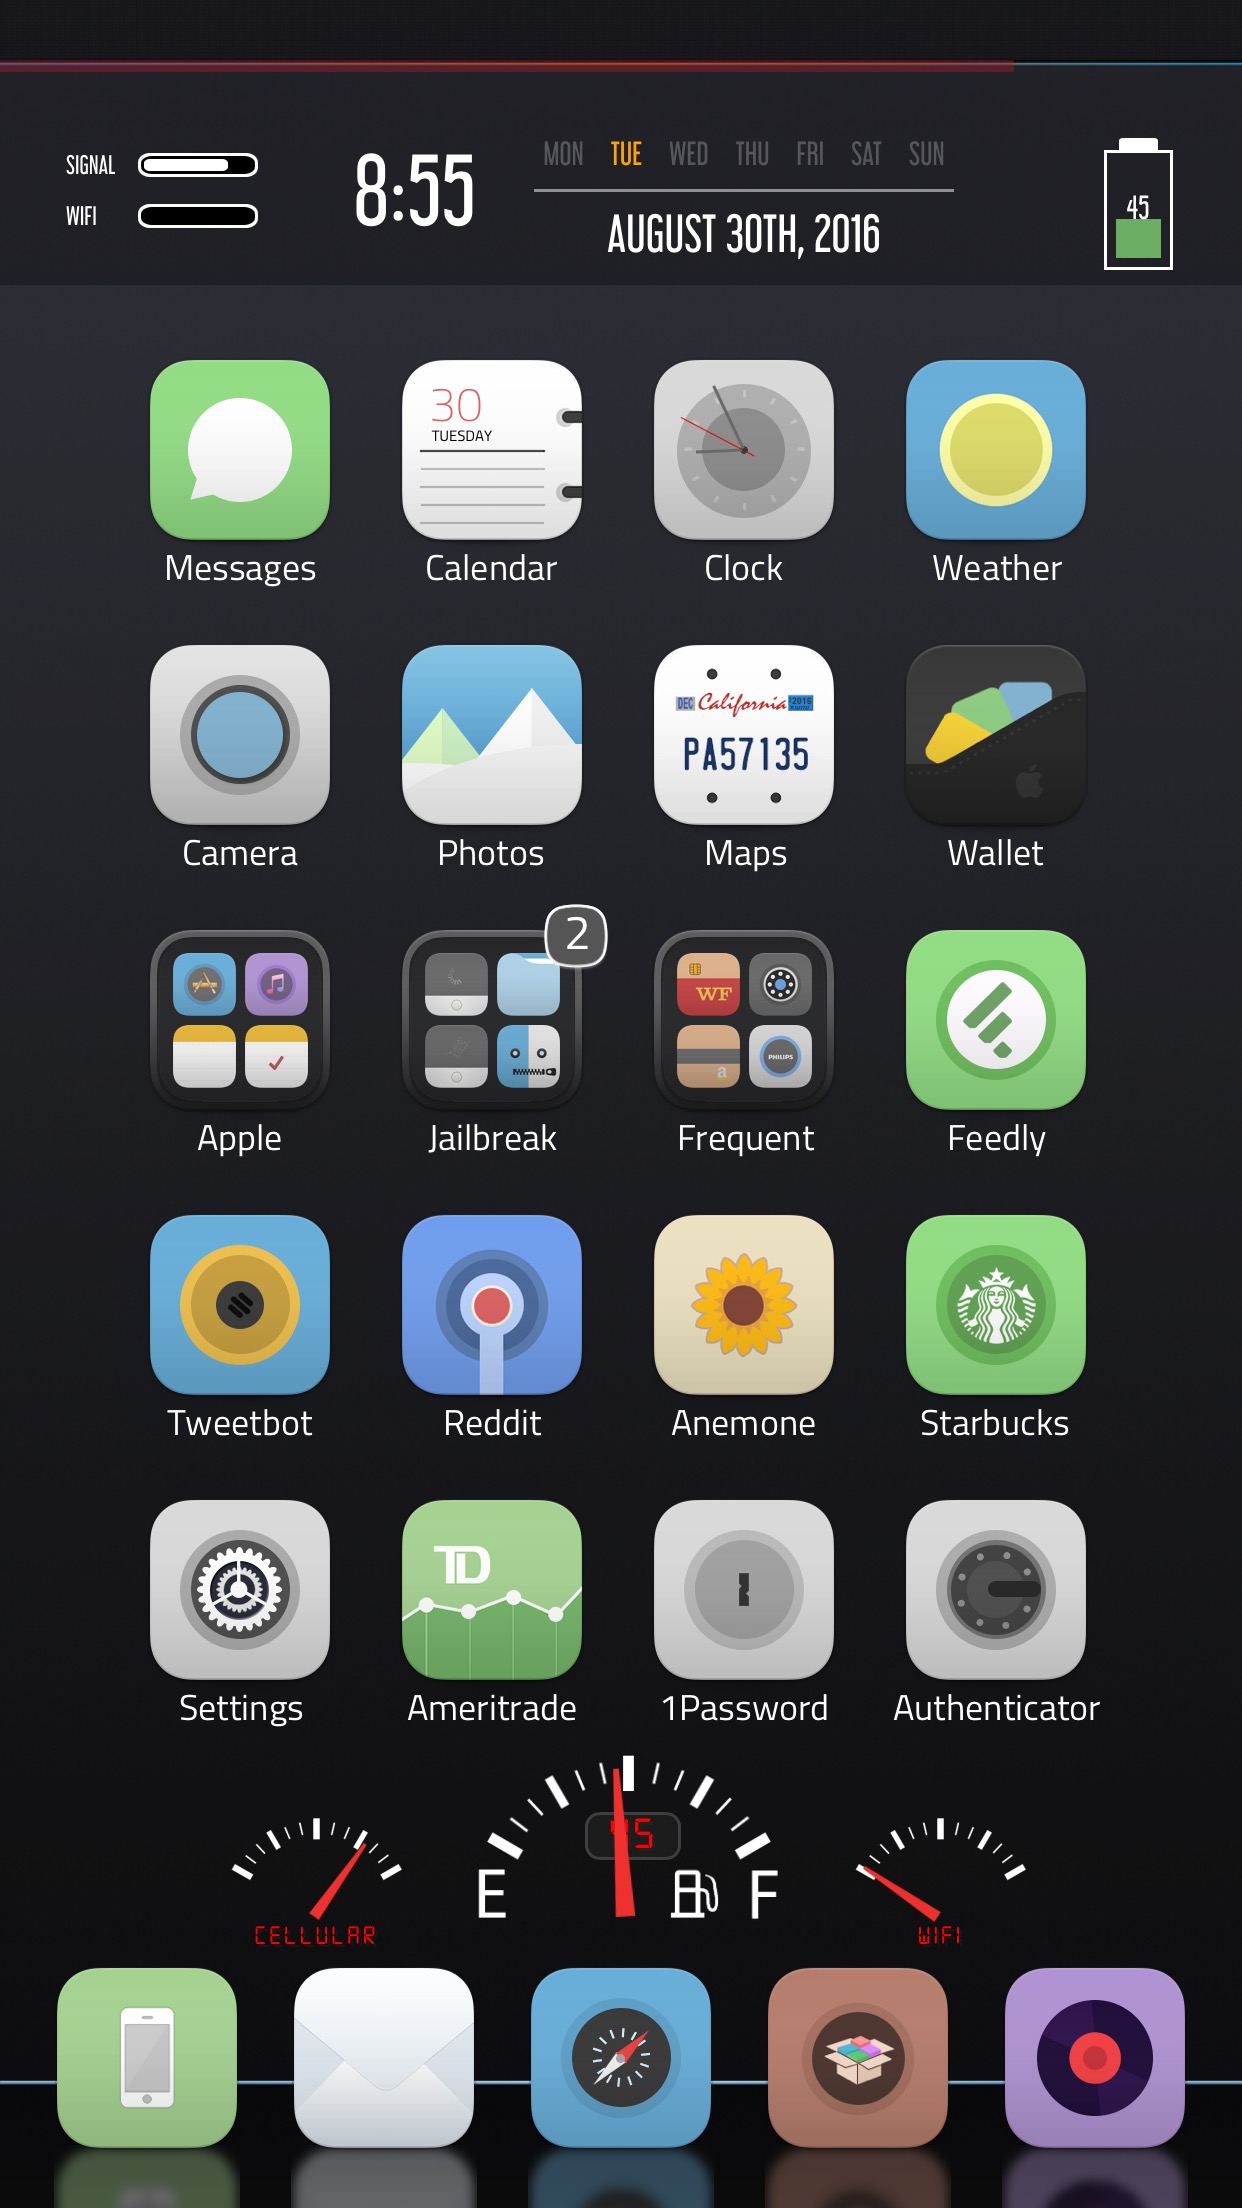 SIGNAL
WIFI
8:55
MON TUE WED THU FRI SAT SUN
AUGUST 30TH, 2016
45
30
TUESDAY
Messages Calendar Clock Weather
DEC California 2016
PA57135
Camera Photos Maps Wallet
2
WF
a
PHILIPS
Apple Jailbreak Frequent Feedly
Tweetbot Reddit Anemone Starbucks
TD
Settings Ameritrade 1Password Authenticator
45
E F
CELLULAR WIFI